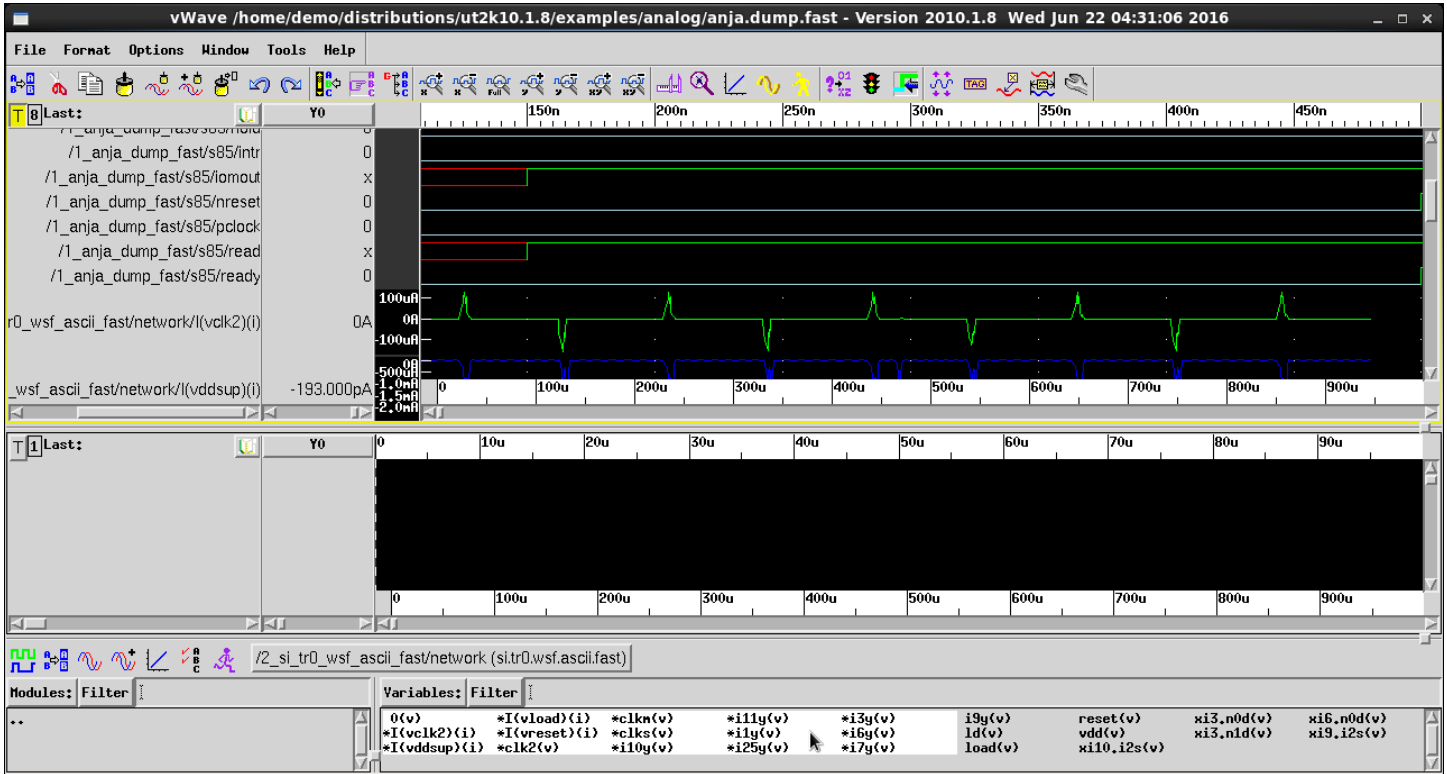 vWave /home/demo/distributions/ut2k10.1.8/examples/analog/anja.dump.fast - Version 2010.1.8 Wed Jun 22 04:31:06 2016
File Format Options Window Tools Help
T 8 Last: Y0 150n 200n 250n 300n 350n 400n 450n
/1_anja_dump_fast/s85/intr 0
/1_anja_dump_fast/s85/iomout x
/1_anja_dump_fast/s85/nreset 0
/1_anja_dump_fast/s85/pclock 0
/1_anja_dump_fast/s85/read x
/1_anja_dump_fast/s85/ready 0
100uA
r0_wsf_ascii_fast/network/I(vclk2)(i) 0A 0A
-100uA
0A
-500uA
_wsf_ascii_fast/network/I(vddsup)(i) -193.000pA -1.0mA 0 100u 200u 300u 400u 500u 600u 700u 800u 900u
-1.5mA
-2.0mA
T 1 Last: Y0 0 10u 20u 30u 40u 50u 60u 70u 80u 90u
0 100u 200u 300u 400u 500u 600u 700u 800u 900u
/2_si_tr0_wsf_ascii_fast/network (si.tr0.wsf.ascii.fast)
Modules: Filter Variables: Filter
.. 0(v) *I(vload)(i) *clkm(v) *i11y(v) *i3y(v) i9y(v) reset(v) xi3.n0d(v) xi6.n0d(v)
*I(vclk2)(i) *I(vreset)(i) *clks(v) *i1y(v) *i6y(v) ld(v) vdd(v) xi3.n1d(v) xi9.i2s(v)
*I(vddsup)(i) *clk2(v) *i10y(v) *i25y(v) *i7y(v) load(v) xi10.i2s(v)